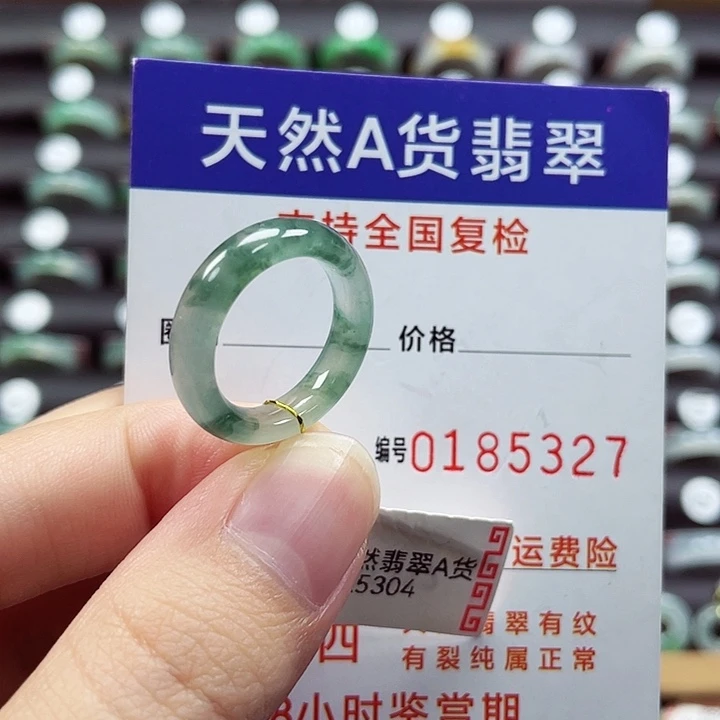 天然A货翡翠
支持全国复检
价格
编号0185327
运费险
然翡翠A货
5304
四
翡翠有纹
有裂纯属正常
8小时鉴赏期